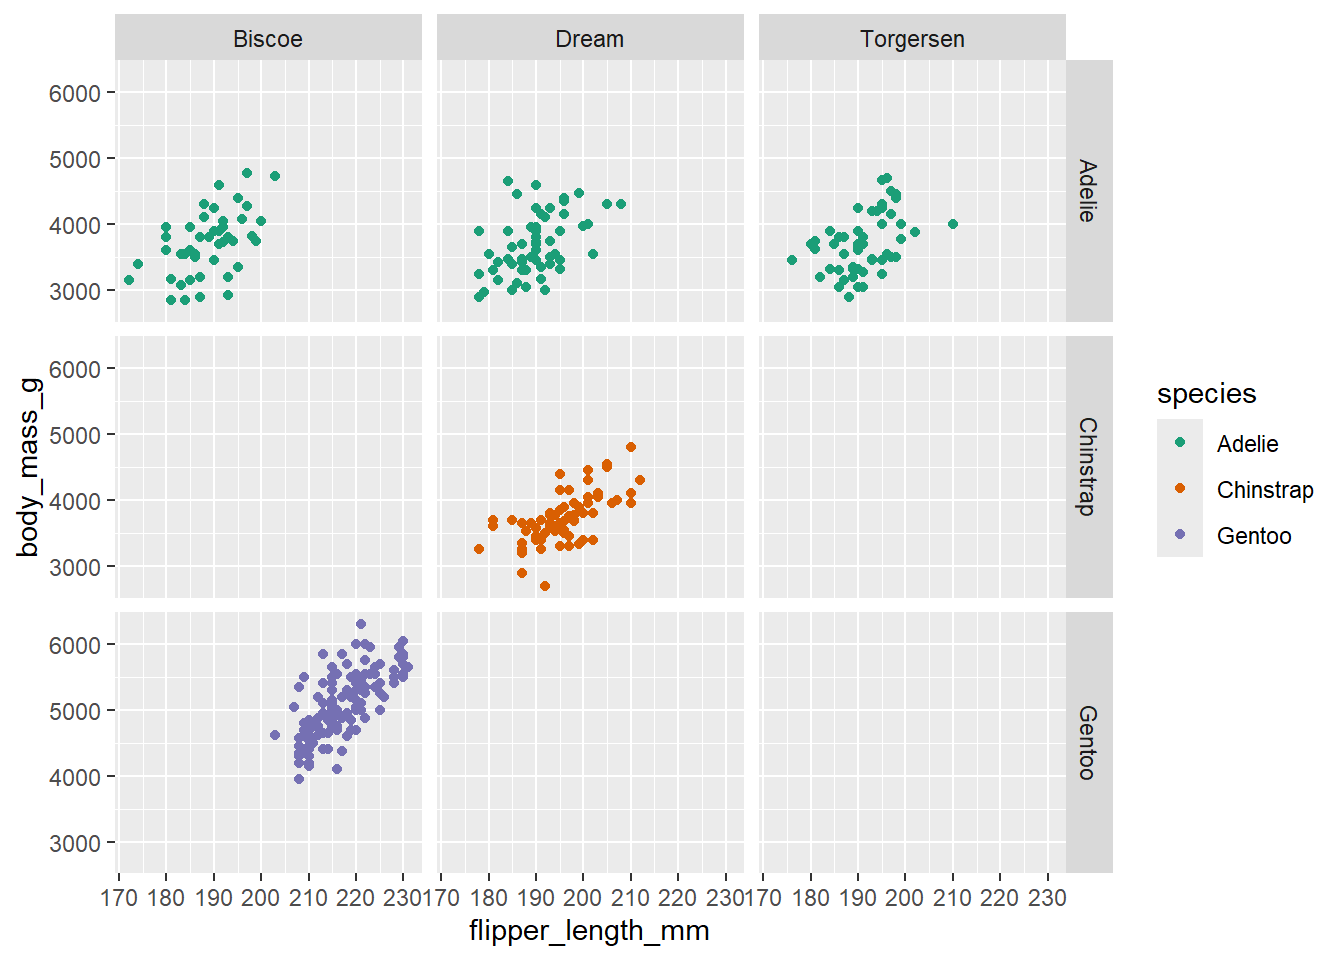 Biscoe Dream Torgersen
6000
5000
4000
3000
Adelie
6000
5000
4000
3000
Chinstrap
6000
5000
4000
3000
Gentoo
170 180 190 200 210 220 230 170 180 190 200 210 220 230 170 180 190 200 210 220 230
flipper_length_mm
body_mass_g
species
Adelie
Chinstrap
Gentoo